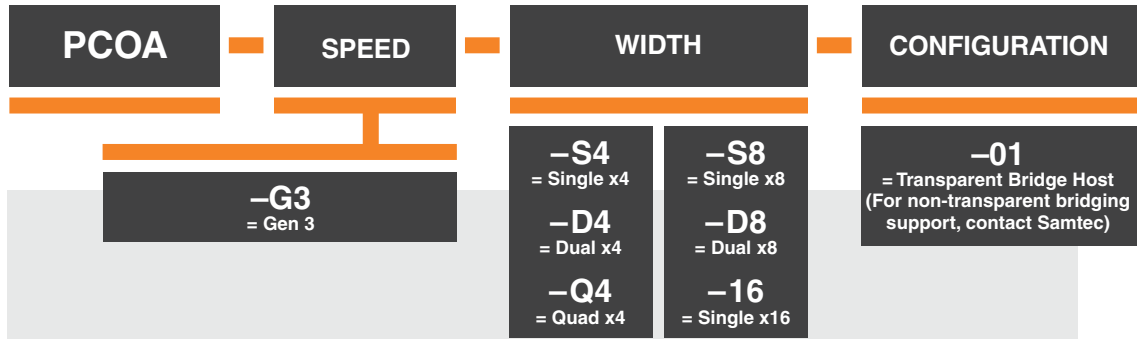 PCOA
SPEED
WIDTH
CONFIGURATION
–G3
= Gen 3
–S4
= Single x4
–D4
= Dual x4
–Q4
= Quad x4
–S8
= Single x8
–D8
= Dual x8
–16
= Single x16
–01
= Transparent Bridge Host
(For non-transparent bridging
support, contact Samtec)